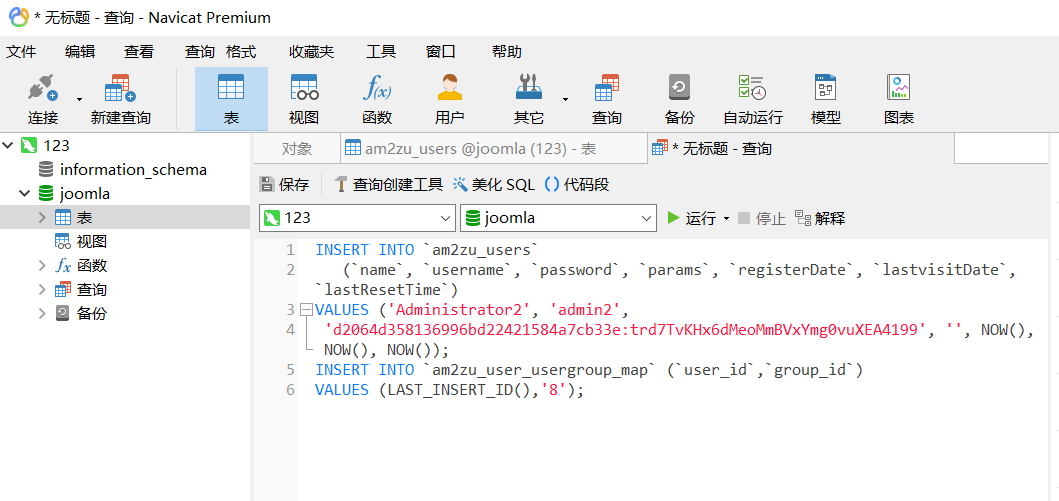 * 无标题 - 查询 - Navicat Premium
文件 编辑 查看 查询 格式 收藏夹 工具 窗口 帮助
连接 新建查询 表 视图 函数 用户 其它 查询 备份 自动运行 模型 图表
123
information_schema
joomla
表
视图
函数
查询
备份
对象 am2zu_users @joomla (123) - 表 * 无标题 - 查询
保存 查询创建工具 美化 SQL () 代码段
123 joomla 运行 停止 解释
1 INSERT INTO `am2zu_users`
2 (`name`, `username`, `password`, `params`, `registerDate`, `lastvisitDate`,
`lastResetTime`)
3 VALUES ('Administrator2', 'admin2',
4 'd2064d358136996bd22421584a7cb33e:trd7TvKHx6dMeoMmBVxYmg0vuXEA4199', '', NOW(),
NOW(), NOW());
5 INSERT INTO `am2zu_user_usergroup_map` (`user_id`,`group_id`)
6 VALUES (LAST_INSERT_ID(),'8');